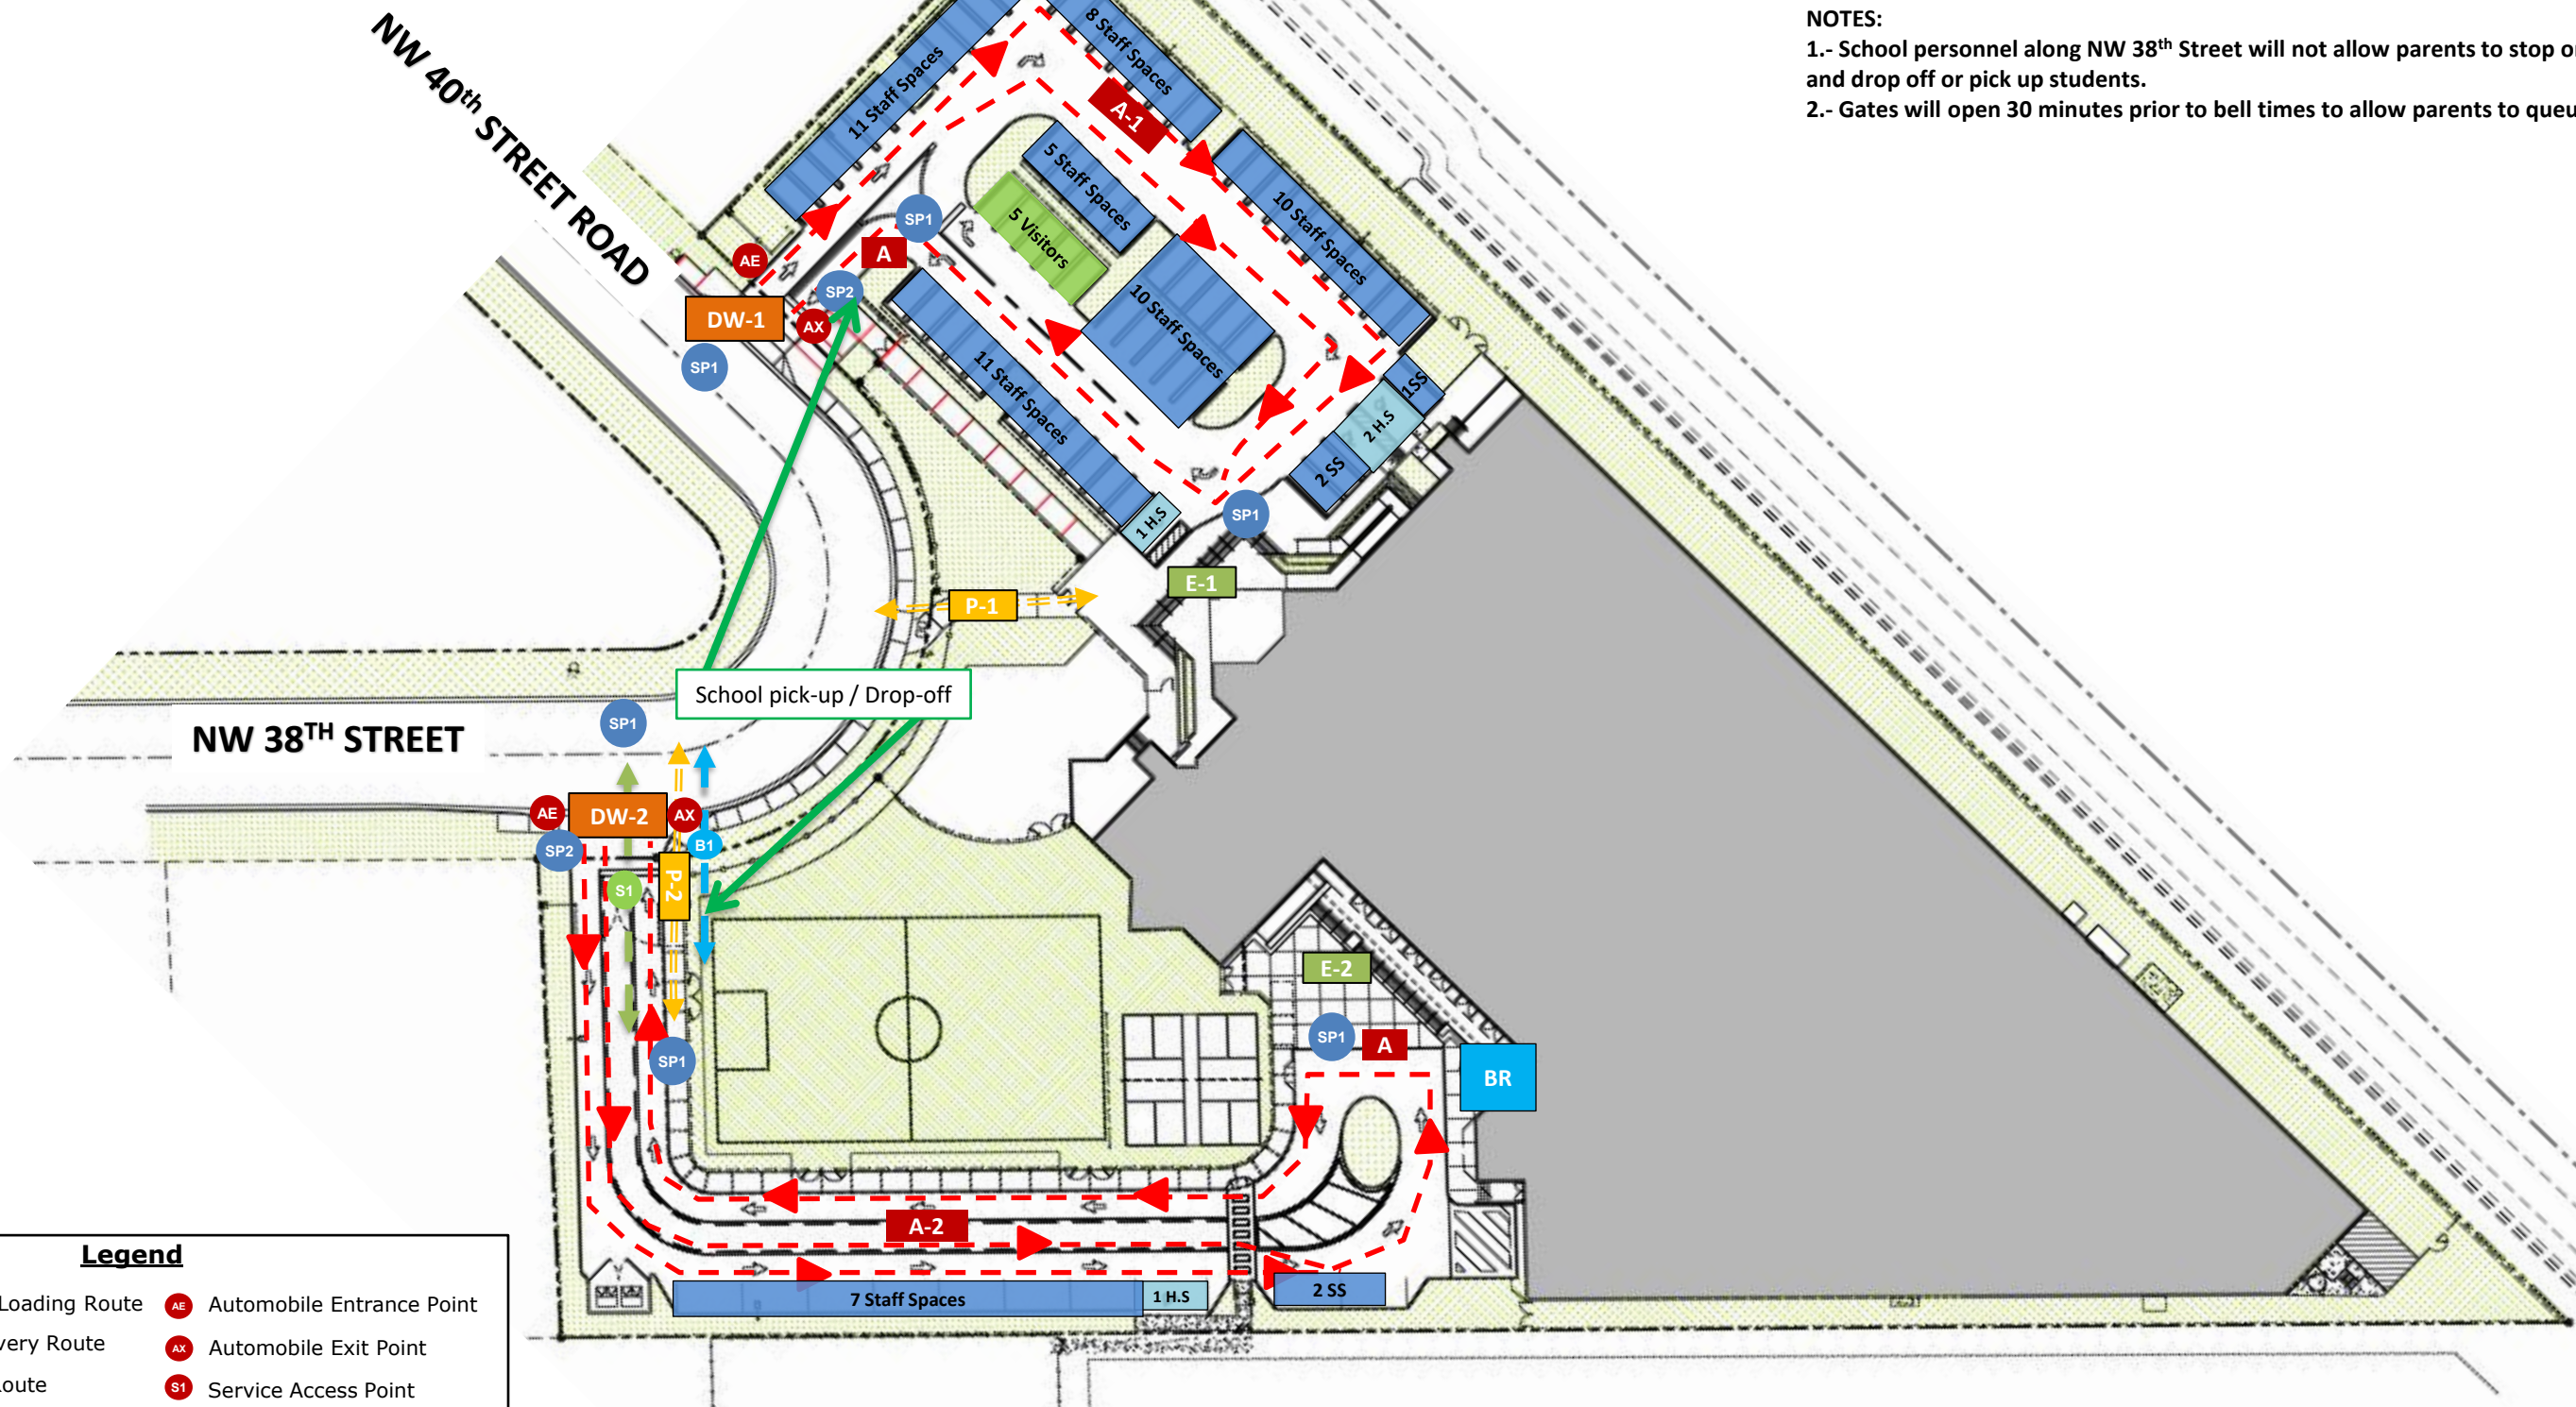 NOTES:
1.- School personnel along NW 38th Street will not allow parents to stop
and drop off or pick up students.
2.- Gates will open 30 minutes prior to bell times to allow parents to
NW 40th STREET ROAD
8 Staff Spaces
11 Staff Spaces
A-1
5 Staff Spaces
10 Staff Spaces
5 Visitors
SP1
A
AE
SP2
DW-1
AX
10 Staff Spaces
SP1
11 Staff Spaces
1SS
2 H.S
2 SS
1 H.S
SP1
E-1
P-1
School pick-up / Drop-off
SP1
NW 38TH STREET
AE
DW-2
AX
SP2
B1
S1
P-2
E-2
SP1
A
SP1
BR
A-2
7 Staff Spaces
1 H.S
2 SS
Legend
Loading Route
AE Automobile Entrance Point
very Route
AX Automobile Exit Point
oute
S1 Service Access Point